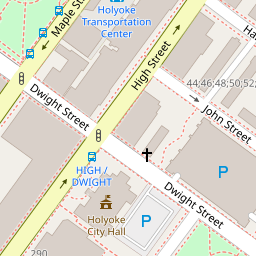 Maple St
Holyoke
Transportation
Center
High Street
Ha
44;46;48;50;52;
John Street
Dwight Street
HIGH /
DWIGHT
P
Dwight Street
Holyoke
City Hall
P
290